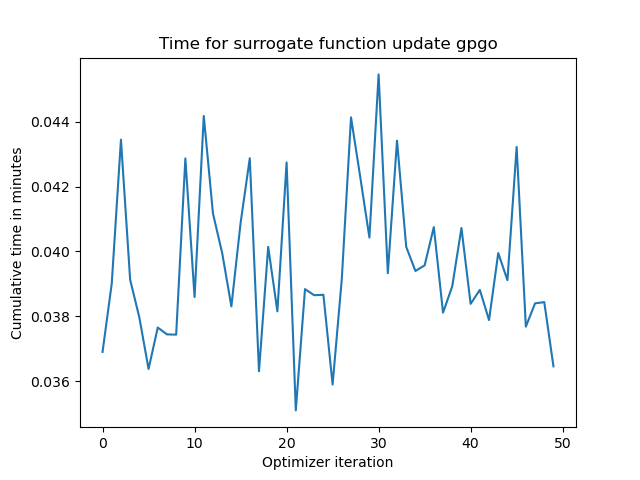 Time for surrogate function update gpgo
Cumulative time in minutes
0.044
0.042
0.040
0.038
0.036
0 10 20 30 40 50
Optimizer iteration